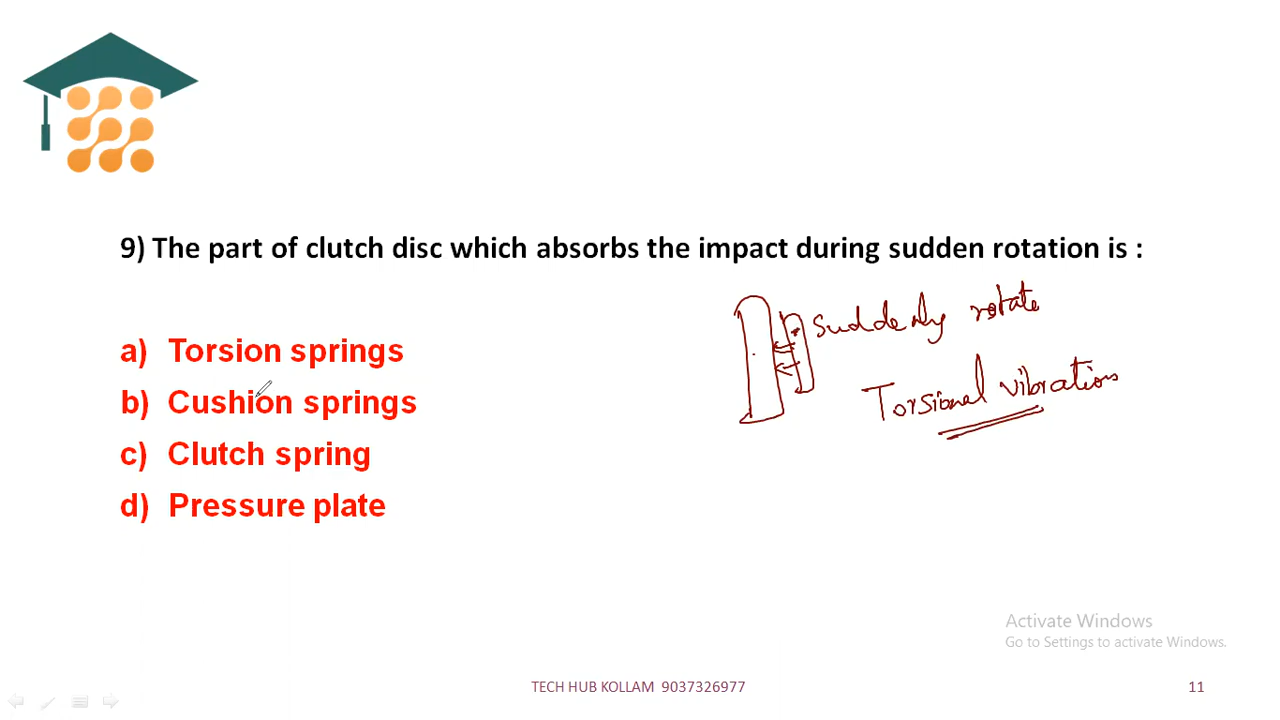 9) The part of clutch disc which absorbs the impact during sudden rotation is :
suddenly rotate
a) Torsion springs
Torsional vibrations
b) Cushion springs
c) Clutch spring
d) Pressure plate
Activate Windows
Go to Settings to activate Windows.
TECH HUB KOLLAM 9037326977
11